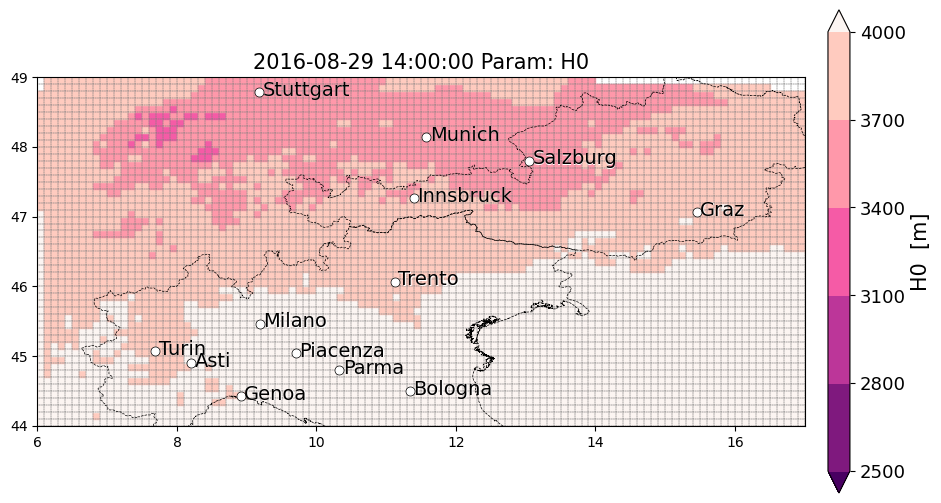 2016-08-29 14:00:00 Param: H0
49
48
47
46
45
44
6 8 10 12 14 16
Stuttgart
Munich
Salzburg
Innsbruck
Graz
Trento
Milano
Turin
Piacenza
Asti
Parma
Genoa
Bologna
4000
3700
3400
3100
2800
2500
H0 [m]